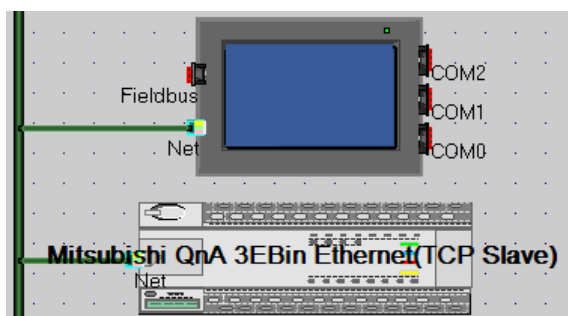 COM2
Fieldbus
COM1
Net
COM0
Mitsubishi QnA 3EBin Ethernet(TCP Slave)
Net